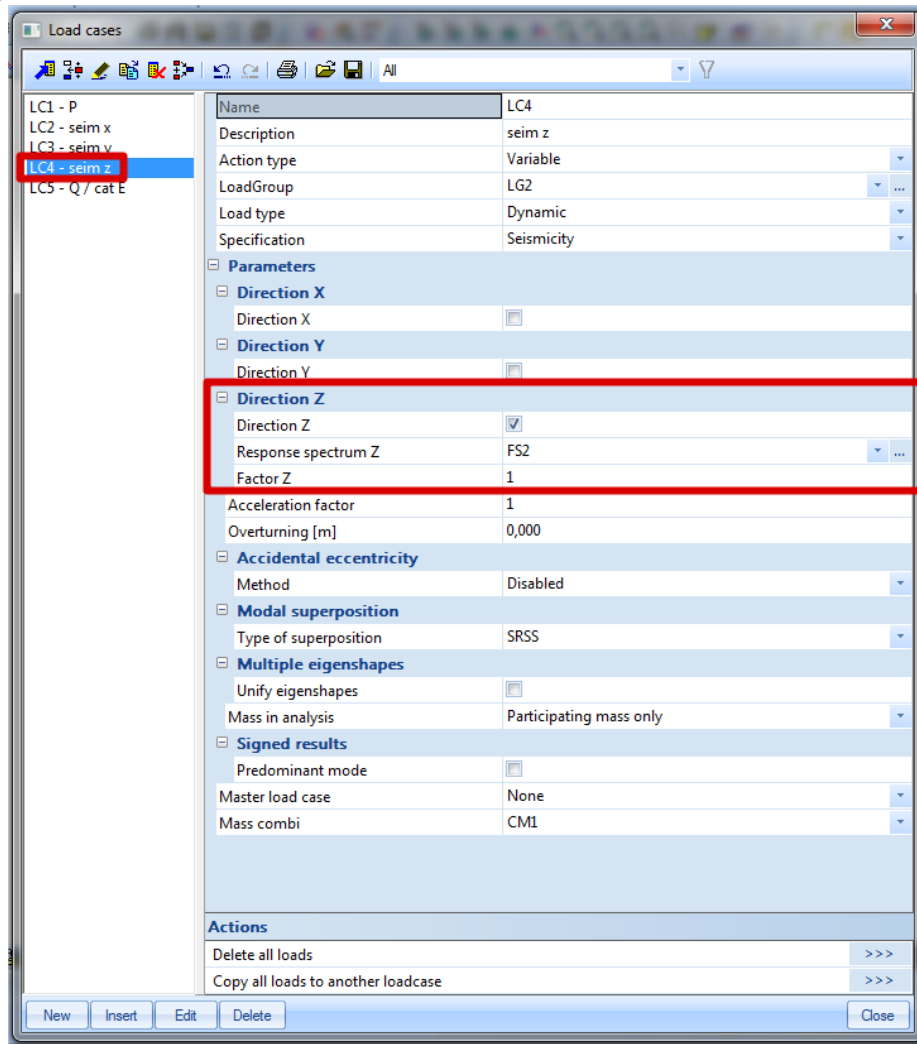 Load cases
All
LC1 - P
LC2 - seim x
LC3 - seim y
LC4 - seim z
LC5 - Q / cat E
Name LC4
Description seim z
Action type Variable
LoadGroup LG2 ...
Load type Dynamic
Specification Seismicity
Parameters
Direction X
Direction X
Direction Y
Direction Y
Direction Z
Direction Z
Response spectrum Z FS2 ...
Factor Z 1
Acceleration factor 1
Overturning [m] 0,000
Accidental eccentricity
Method Disabled
Modal superposition
Type of superposition SRSS
Multiple eigenshapes
Unify eigenshapes
Mass in analysis Participating mass only
Signed results
Predominant mode
Master load case None
Mass combi CM1
Actions
Delete all loads >>>
Copy all loads to another loadcase >>>
New Insert Edit Delete Close